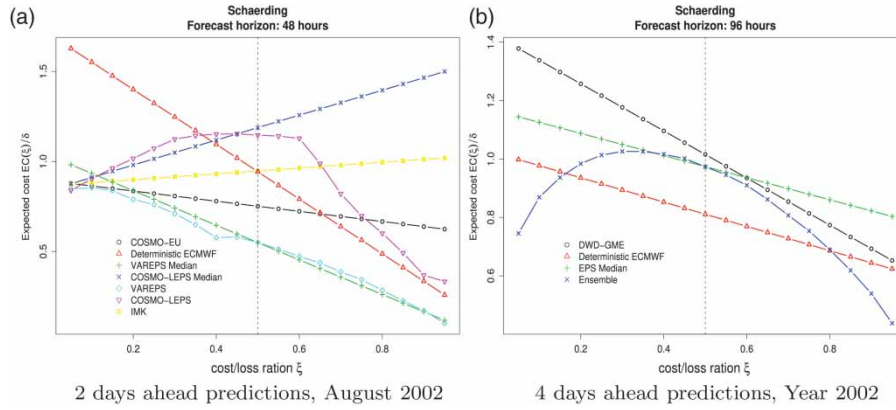 (a)
Schaerding
Forecast horizon: 48 hours
Expected cost EC(ξ)/δ
1.5
1.0
0.5
COSMO-EU
Deterministic ECMWF
VAREPS Median
COSMO-LEPS Median
VAREPS
COSMO-LEPS
IMK
0.2 0.4 0.6 0.8
cost/loss ration ξ
2 days ahead predictions, August 2002
(b)
Schaerding
Forecast horizon: 96 hours
Expected cost EC(ξ)/δ
1.4
1.2
1.0
0.8
0.6
DWD-GME
Deterministic ECMWF
EPS Median
Ensemble
0.2 0.4 0.6 0.8
cost/loss ration ξ
4 days ahead predictions, Year 2002